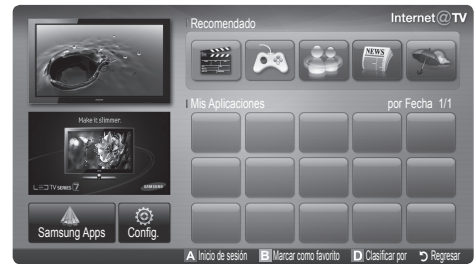 Recomendado
Internet@TV
NEWS
Mis Aplicaciones
por Fecha 1/1
Make it slimmer.
LED TV SERIES 7
SAMSUNG
Samsung Apps
Config.
A Inicio de sesión
B Marcar como favorito
D Clasificar por
Regresar